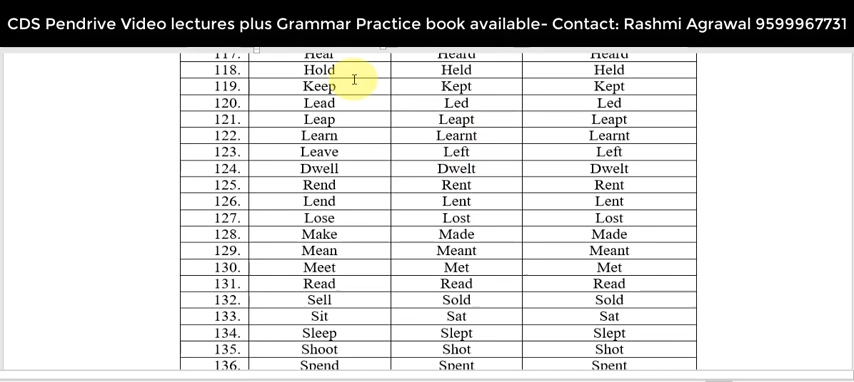 CDS Pendrive Video lectures plus Grammar Practice book available- Contact: Rashmi Agrawal 9599967731
117. Hear Heard Heard
118. Hold Held Held
119. Keep Kept Kept
120. Lead Led Led
121. Leap Leapt Leapt
122. Learn Learnt Learnt
123. Leave Left Left
124. Dwell Dwelt Dwelt
125. Rend Rent Rent
126. Lend Lent Lent
127. Lose Lost Lost
128. Make Made Made
129. Mean Meant Meant
130. Meet Met Met
131. Read Read Read
132. Sell Sold Sold
133. Sit Sat Sat
134. Sleep Slept Slept
135. Shoot Shot Shot
136. Spend Spent Spent